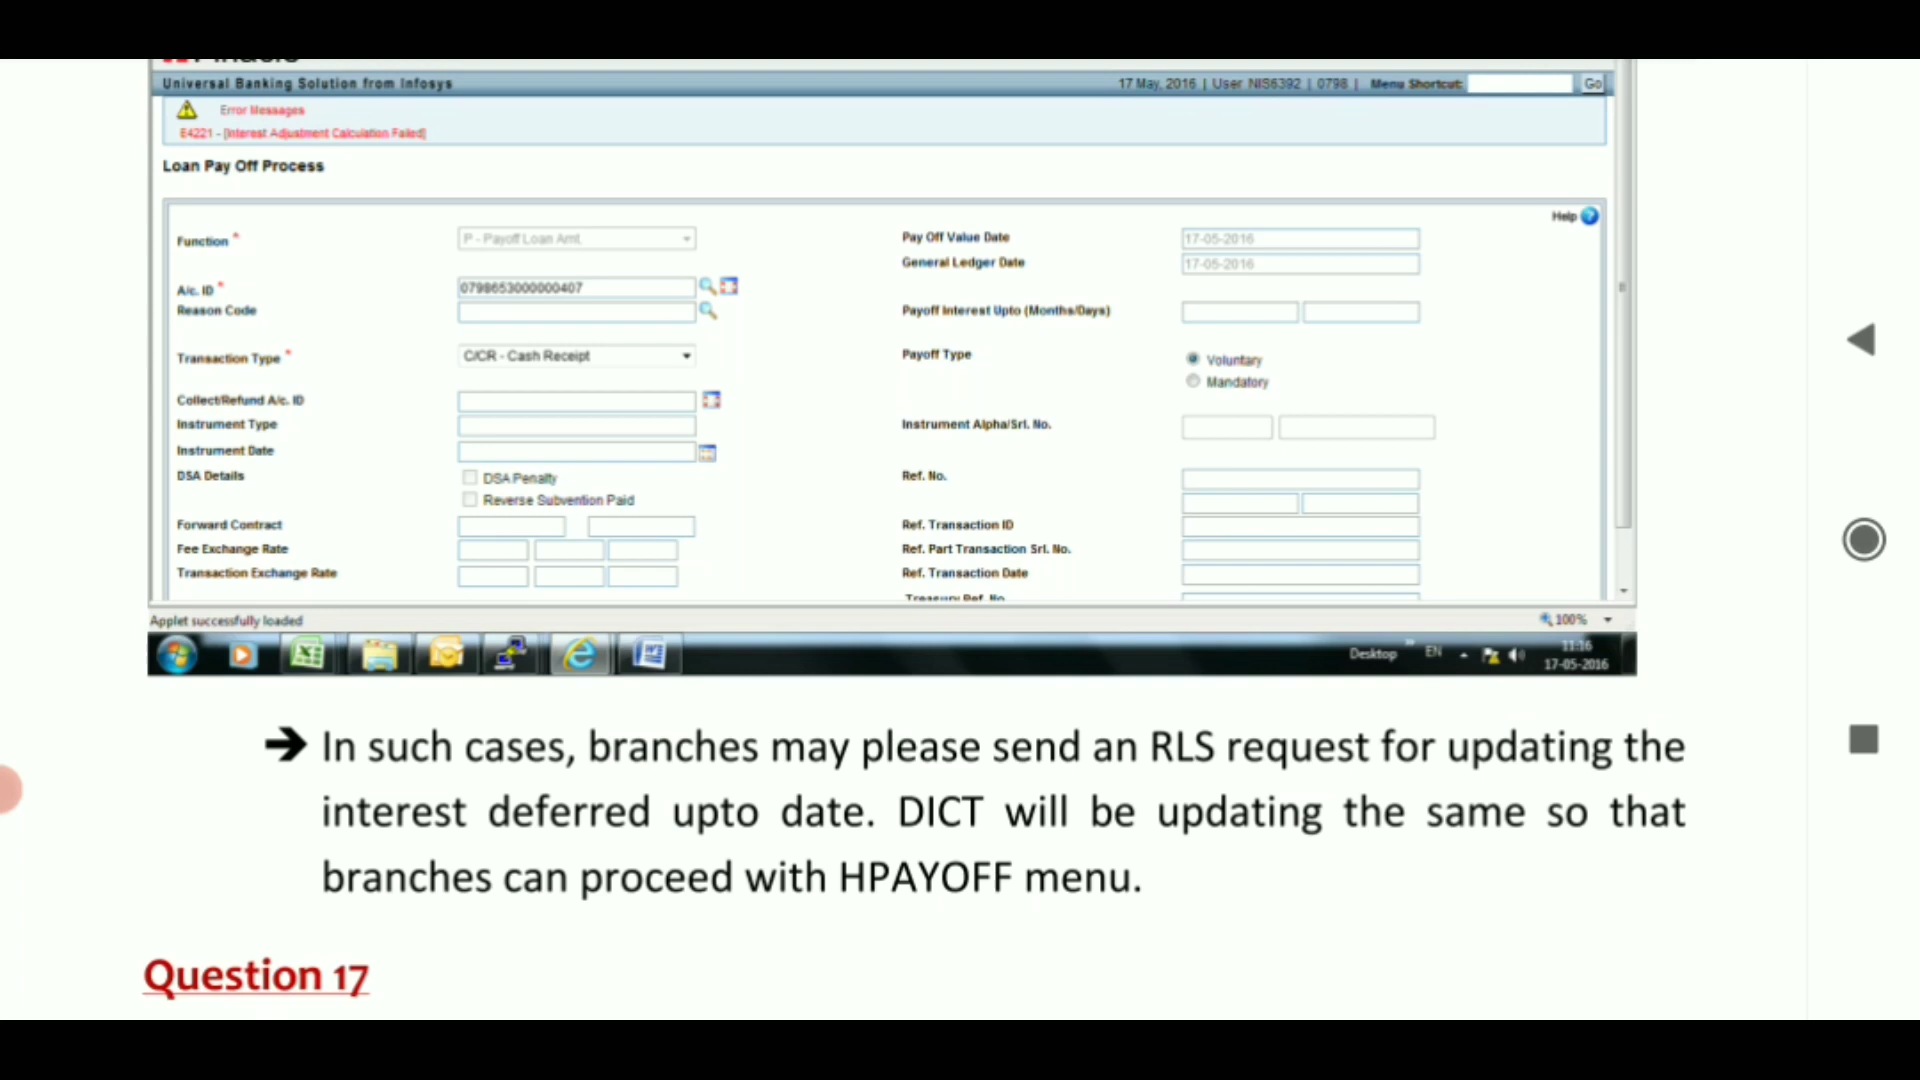 Universal Banking Solution from Infosys 17 May, 2016 | User NIS6392 | 0798 | Menu Shortcut: Go
Error Messages
E4221 - [Interest Adjustment Calculation Failed]
Loan Pay Off Process
Help ?
Function * P - Payoff Loan Amt. Pay Off Value Date 17-05-2016
General Ledger Date 17-05-2016
A/c. ID * 0798653000000407
Reason Code Payoff Interest Upto (Months/Days)
Transaction Type * C/CR - Cash Receipt Payoff Type Voluntary
Mandatory
Collect/Refund A/c. ID
Instrument Type Instrument Alpha/Srl. No.
Instrument Date
DSA Details DSA Penalty Ref. No.
Reverse Subvention Paid
Forward Contract Ref. Transaction ID
Fee Exchange Rate Ref. Part Transaction Srl. No.
Transaction Exchange Rate Ref. Transaction Date
Treasury Ref. No.
Applet successfully loaded 100%
Desktop EN 11:16
17-05-2016
➔ In such cases, branches may please send an RLS request for updating the
interest deferred upto date. DICT will be updating the same so that
branches can proceed with HPAYOFF menu.
Question 17